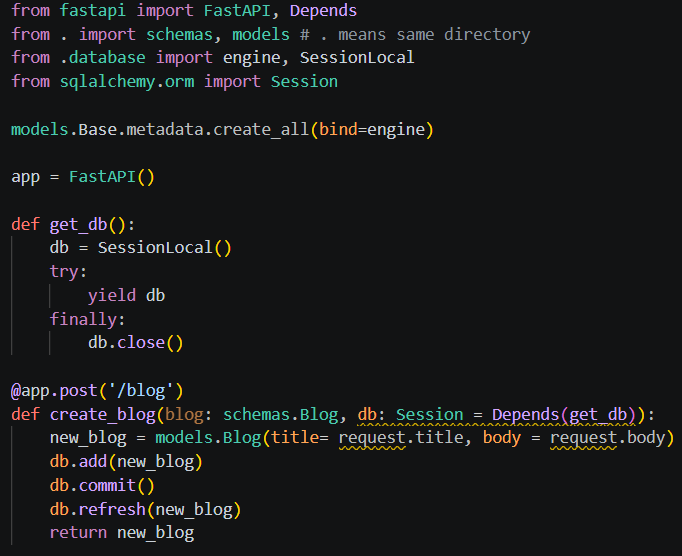 from fastapi import FastAPI, Depends
from . import schemas, models # . means same directory
from .database import engine, SessionLocal
from sqlalchemy.orm import Session

models.Base.metadata.create_all(bind=engine)

app = FastAPI()

def get_db():
    db = SessionLocal()
    try:
        yield db
    finally:
        db.close()

@app.post('/blog')
def create_blog(blog: schemas.Blog, db: Session = Depends(get_db)):
    new_blog = models.Blog(title= request.title, body = request.body)
    db.add(new_blog)
    db.commit()
    db.refresh(new_blog)
    return new_blog